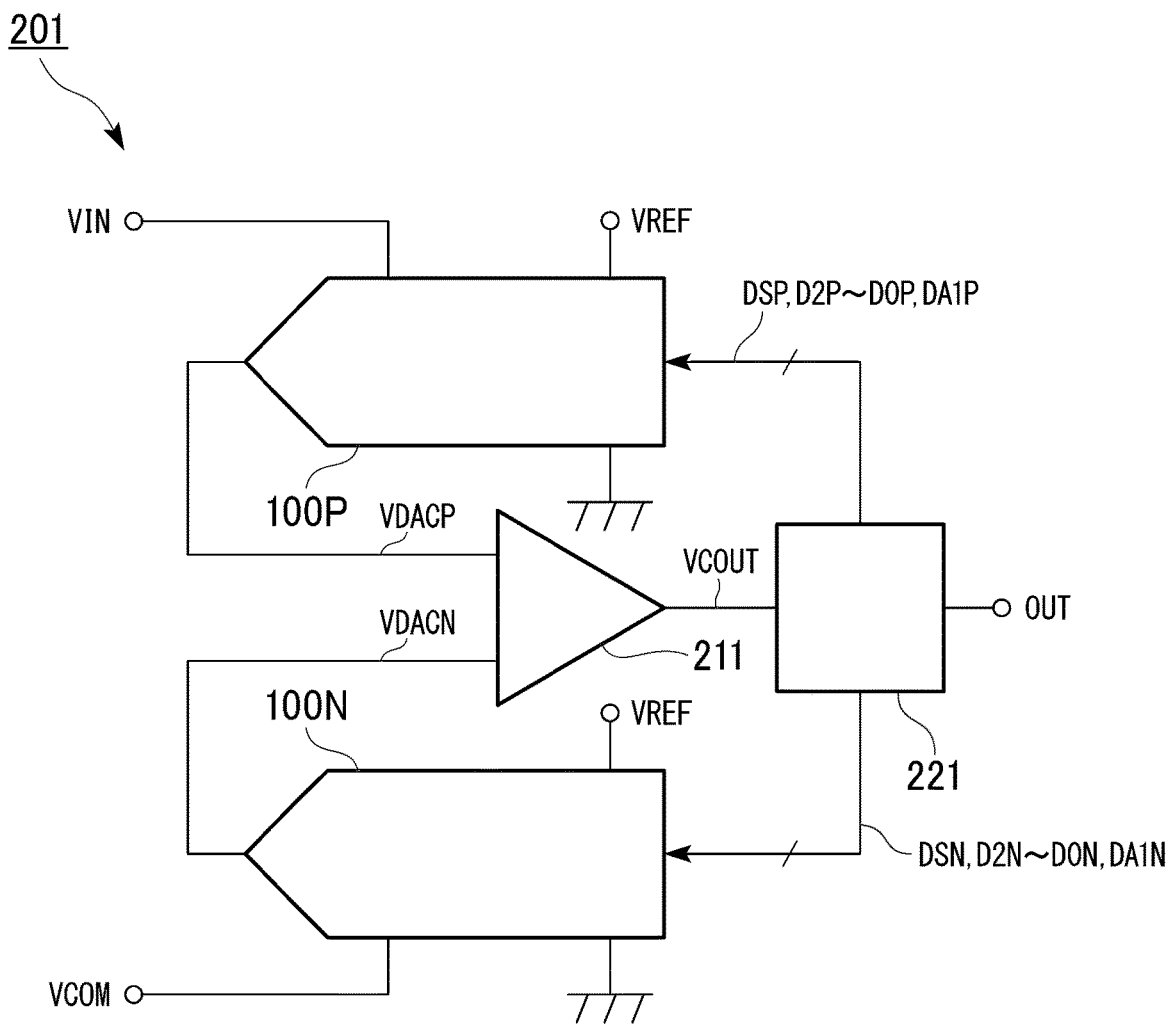 201
VIN
VREF
DSP,D2P～D0P,DA1P
100P
VDACP
VCOUT
OUT
VDACN
211
100N
VREF
221
DSN,D2N～D0N,DA1N
VCOM